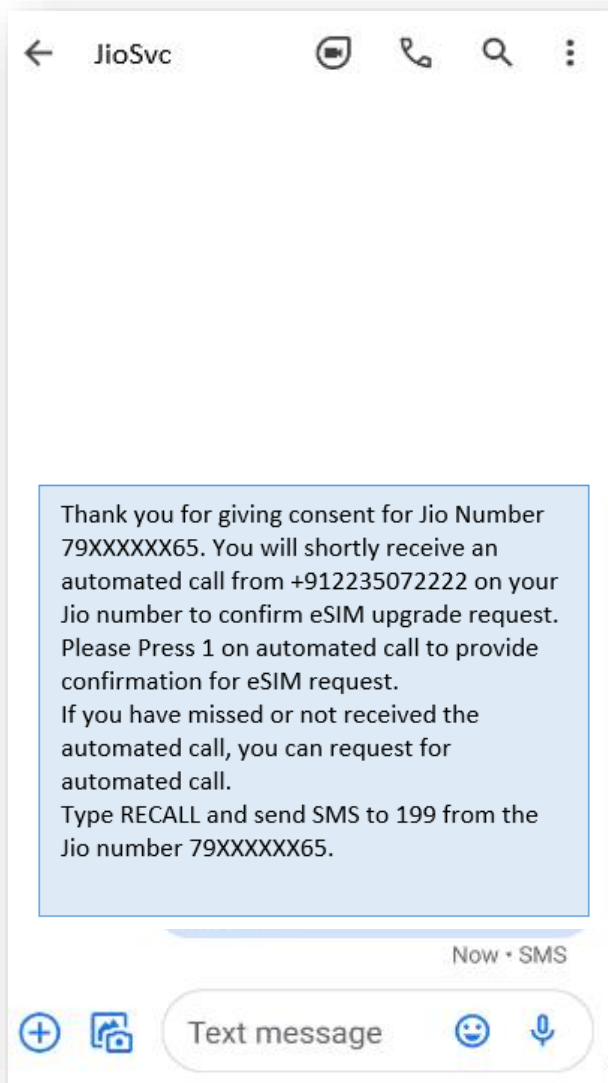 JioSvc
Thank you for giving consent for Jio Number
79XXXXXX65. You will shortly receive an
automated call from +912235072222 on your
Jio number to confirm eSIM upgrade request.
Please Press 1 on automated call to provide
confirmation for eSIM request.
If you have missed or not received the
automated call, you can request for
automated call.
Type RECALL and send SMS to 199 from the
Jio number 79XXXXXX65.
Now • SMS
Text message